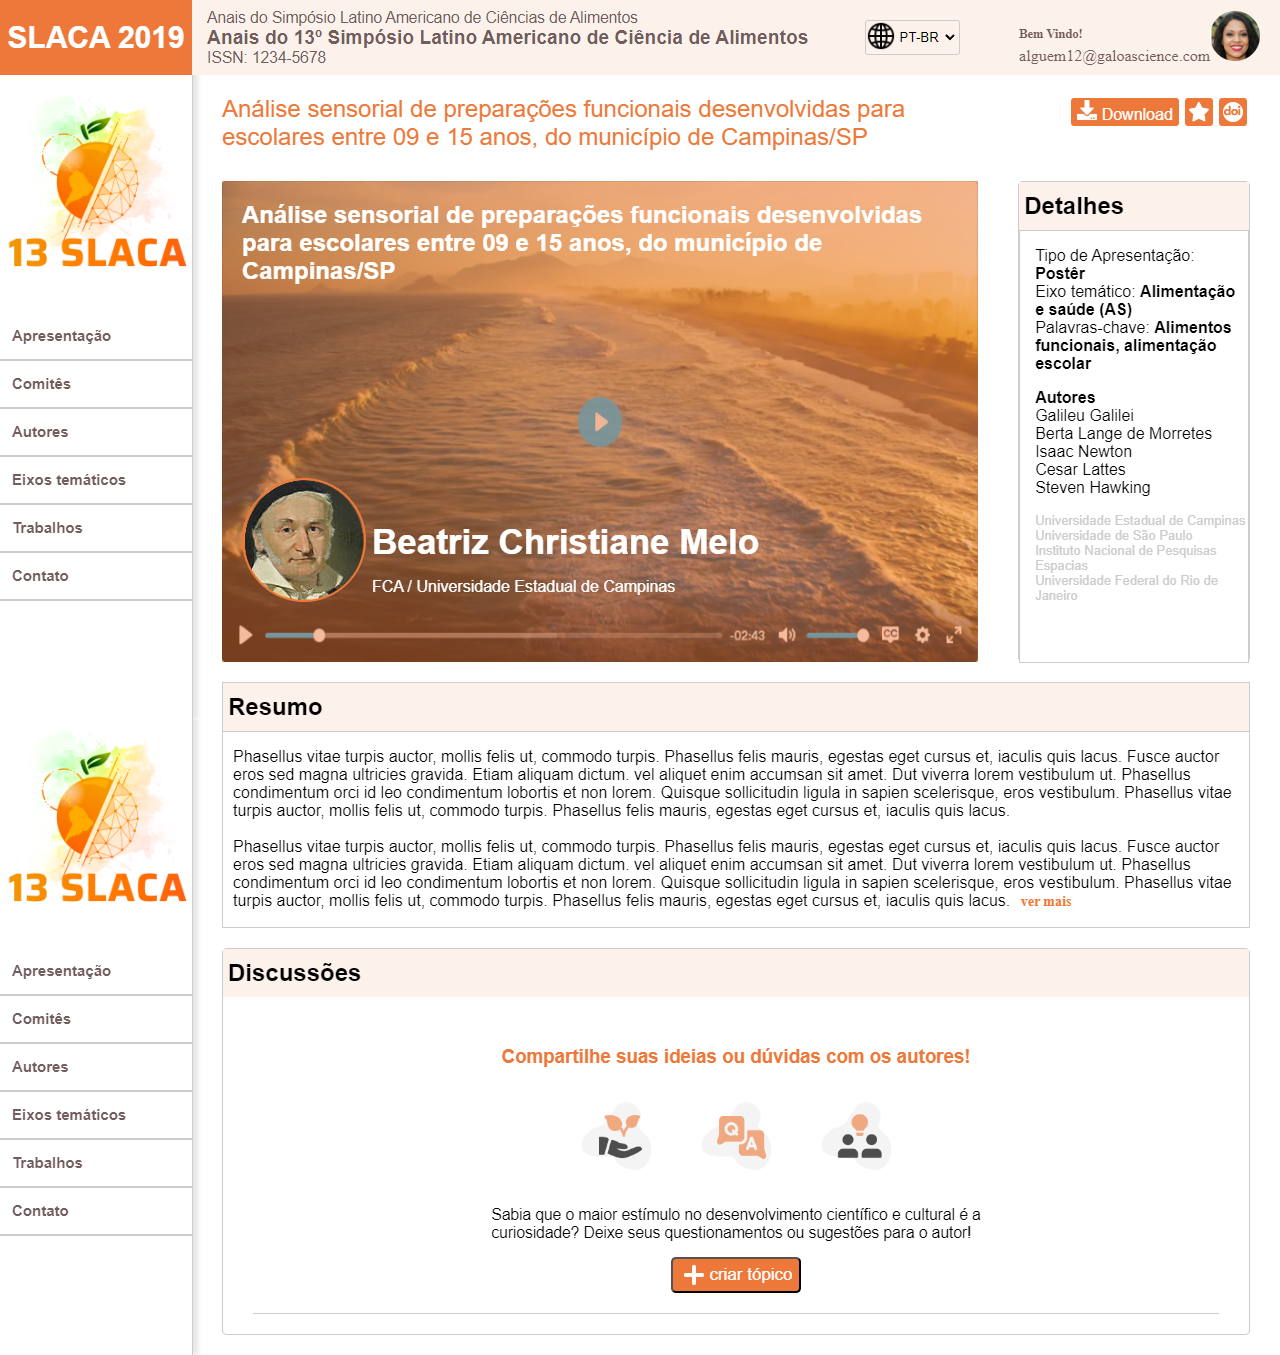 SLACA 2019
Anais do Simpósio Latino Americano de Ciências de Alimentos
Anais do 13º Simpósio Latino Americano de Ciência de Alimentos
ISSN: 1234-5678
PT-BR
Bem Vindo!
alguem12@galoascience.com
13 SLACA
Apresentação
Comitês
Autores
Eixos temáticos
Trabalhos
Contato
13 SLACA
Apresentação
Comitês
Autores
Eixos temáticos
Trabalhos
Contato
Análise sensorial de preparações funcionais desenvolvidas para
escolares entre 09 e 15 anos, do município de Campinas/SP
Download
doi
Análise sensorial de preparações funcionais desenvolvidas
para escolares entre 09 e 15 anos, do município de
Campinas/SP
Beatriz Christiane Melo
FCA / Universidade Estadual de Campinas
-02:43
CC
Detalhes
Tipo de Apresentação:
Postêr
Eixo temático: Alimentação
e saúde (AS)
Palavras-chave: Alimentos
funcionais, alimentação
escolar
Autores
Galileu Galilei
Berta Lange de Morretes
Isaac Newton
Cesar Lattes
Steven Hawking
Universidade Estadual de Campinas
Universidade de São Paulo
Instituto Nacional de Pesquisas
Espacias
Universidade Federal do Rio de
Janeiro
Resumo
Phasellus vitae turpis auctor, mollis felis ut, commodo turpis. Phasellus felis mauris, egestas eget cursus et, iaculis quis lacus. Fusce auctor
eros sed magna ultricies gravida. Etiam aliquam dictum. vel aliquet enim accumsan sit amet. Dut viverra lorem vestibulum ut. Phasellus
condimentum orci id leo condimentum lobortis et non lorem. Quisque sollicitudin ligula in sapien scelerisque, eros vestibulum. Phasellus vitae
turpis auctor, mollis felis ut, commodo turpis. Phasellus felis mauris, egestas eget cursus et, iaculis quis lacus.
Phasellus vitae turpis auctor, mollis felis ut, commodo turpis. Phasellus felis mauris, egestas eget cursus et, iaculis quis lacus. Fusce auctor
eros sed magna ultricies gravida. Etiam aliquam dictum. vel aliquet enim accumsan sit amet. Dut viverra lorem vestibulum ut. Phasellus
condimentum orci id leo condimentum lobortis et non lorem. Quisque sollicitudin ligula in sapien scelerisque, eros vestibulum. Phasellus vitae
turpis auctor, mollis felis ut, commodo turpis. Phasellus felis mauris, egestas eget cursus et, iaculis quis lacus. ver mais
Discussões
Compartilhe suas ideias ou dúvidas com os autores!
Q A
Sabia que o maior estímulo no desenvolvimento científico e cultural é a
curiosidade? Deixe seus questionamentos ou sugestões para o autor!
criar tópico